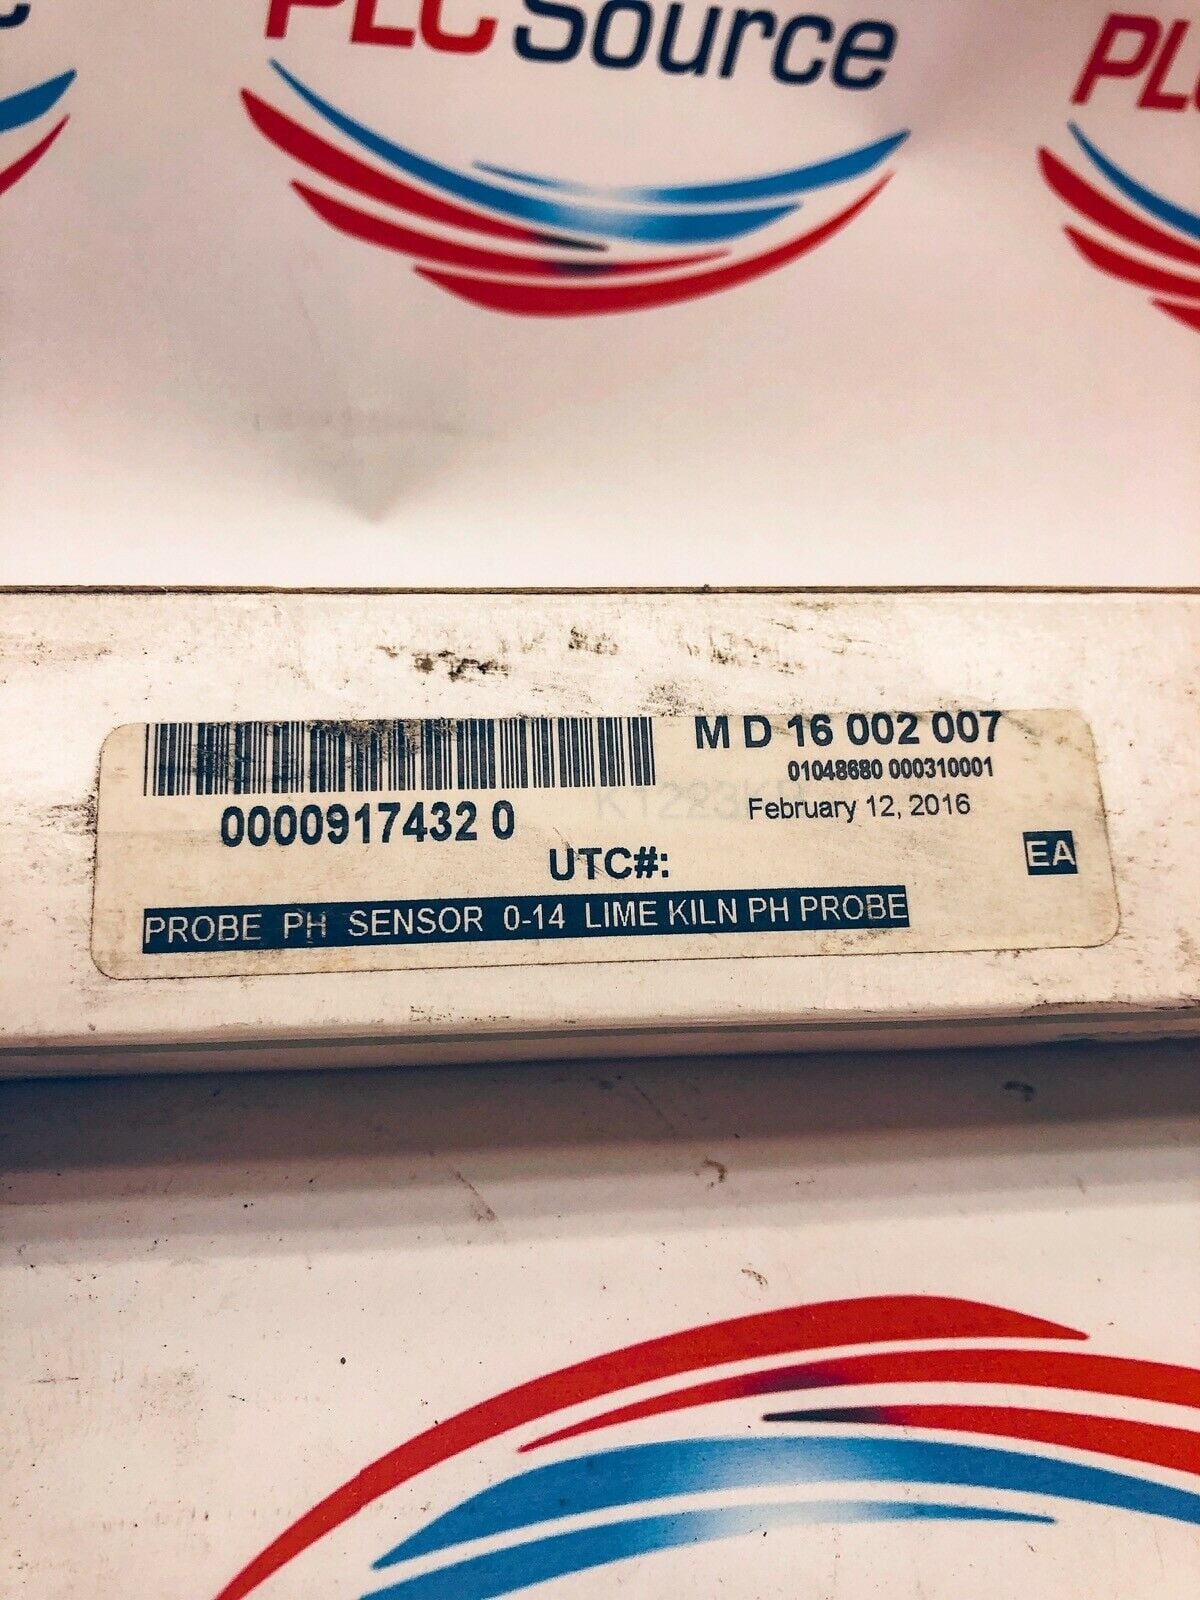 PLC Source
PLC
M D 16 002 007
01048680 000310001
February 12, 2016
0000917432 0
UTC#:
EA
PROBE PH SENSOR 0-14 LIME KILN PH PROBE